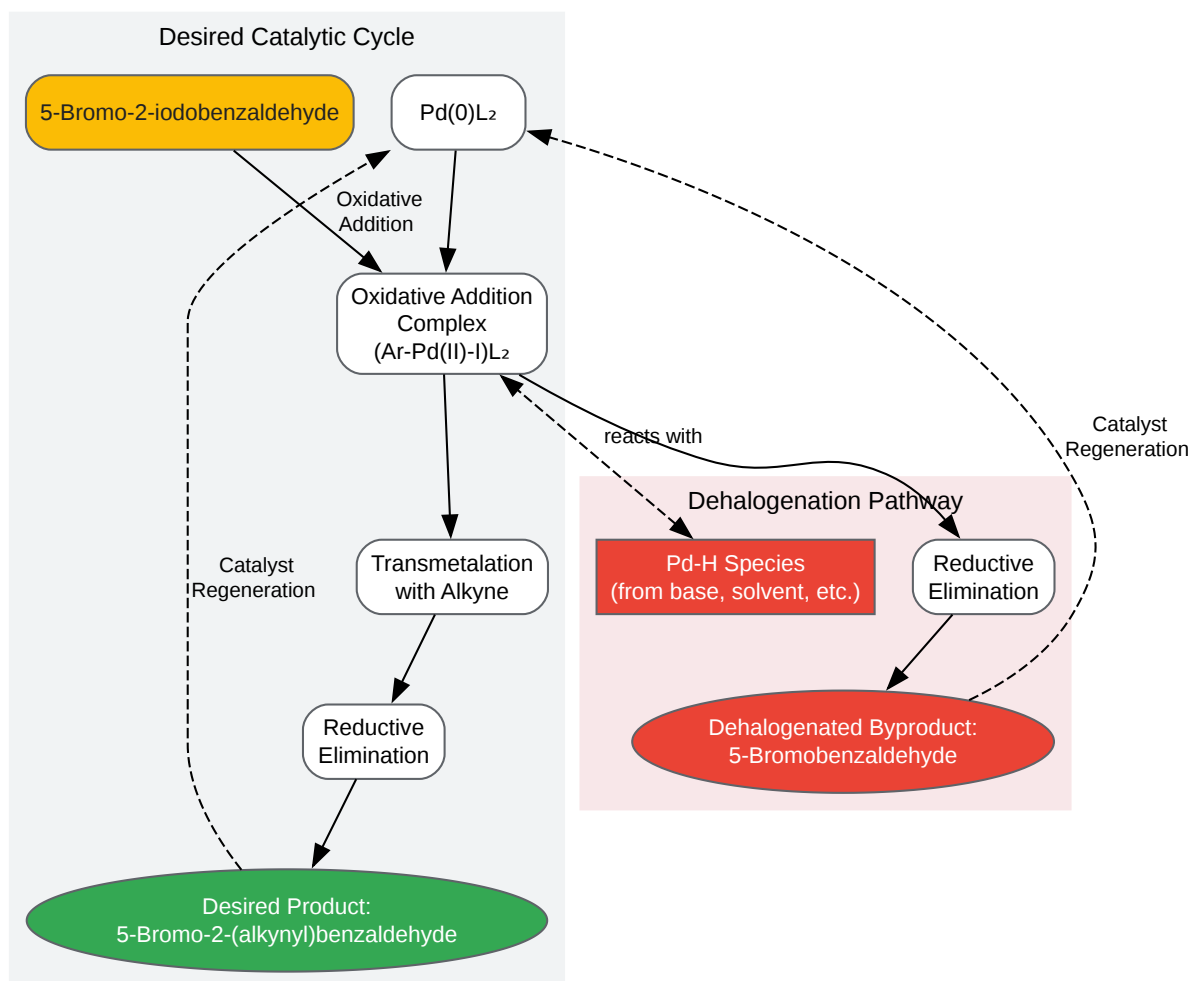 Desired Catalytic Cycle
5-Bromo-2-iodobenzaldehyde
Pd(0)L₂
Oxidative
Addition
Oxidative Addition
Complex
(Ar-Pd(II)-I)L₂
reacts with
Catalyst
Regeneration
Dehalogenation Pathway
Transmetalation
with Alkyne
Pd-H Species
(from base, solvent, etc.)
Reductive
Elimination
Catalyst
Regeneration
Reductive
Elimination
Dehalogenated Byproduct:
5-Bromobenzaldehyde
Desired Product:
5-Bromo-2-(alkynyl)benzaldehyde